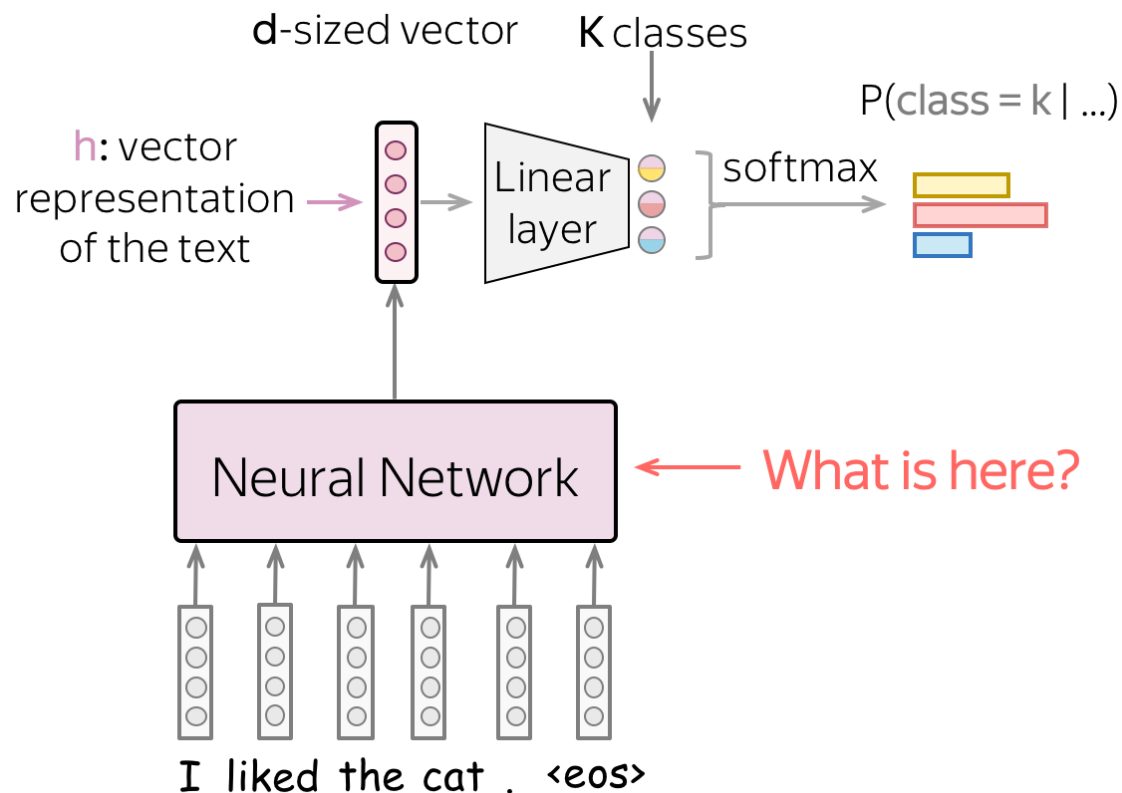 d-sized vector
K classes
P(class = k | ...)
h: vector
representation
of the text
Linear
layer
softmax
Neural Network
What is here?
I liked the cat . <eos>